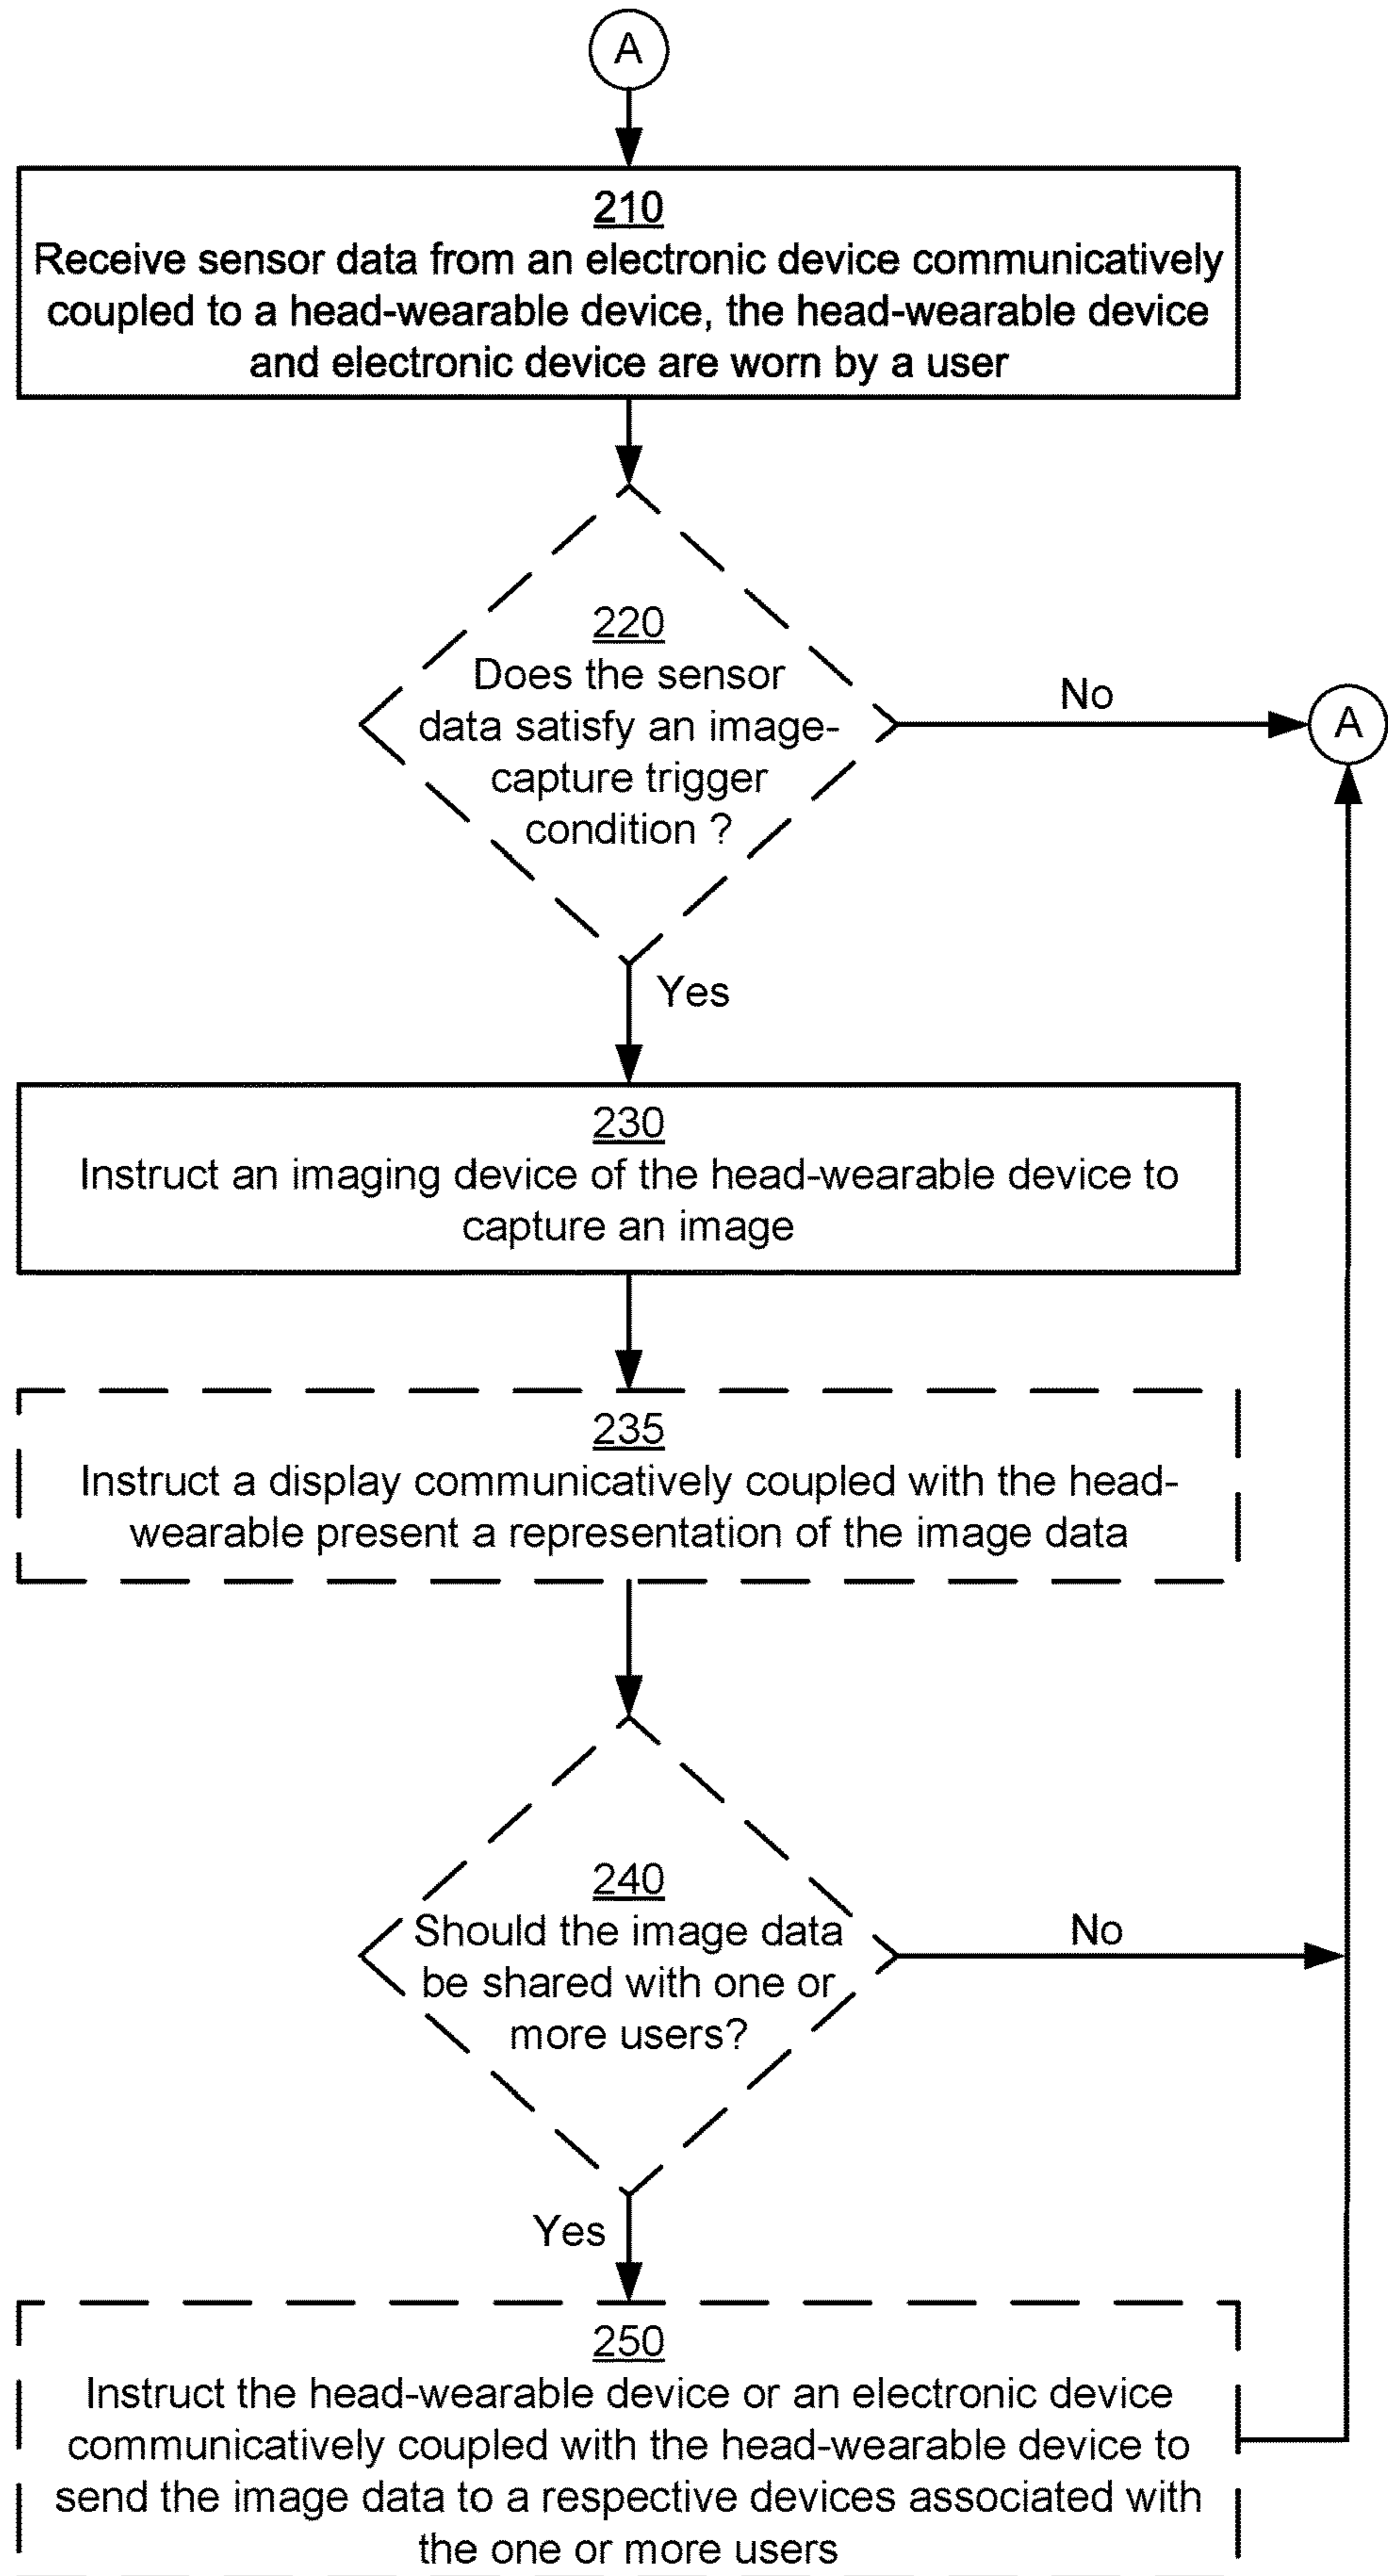 A
210
Receive sensor data from an electronic device communicatively
coupled to a head-wearable device, the head-wearable device
and electronic device are worn by a user
220
Does the sensor
data satisfy an image-
capture trigger
condition ?
No
A
Yes
230
Instruct an imaging device of the head-wearable device to
capture an image
235
Instruct a display communicatively coupled with the head-
wearable present a representation of the image data
240
Should the image data
be shared with one or
more users?
No
Yes
250
Instruct the head-wearable device or an electronic device
communicatively coupled with the head-wearable device to
send the image data to a respective devices associated with
the one or more users